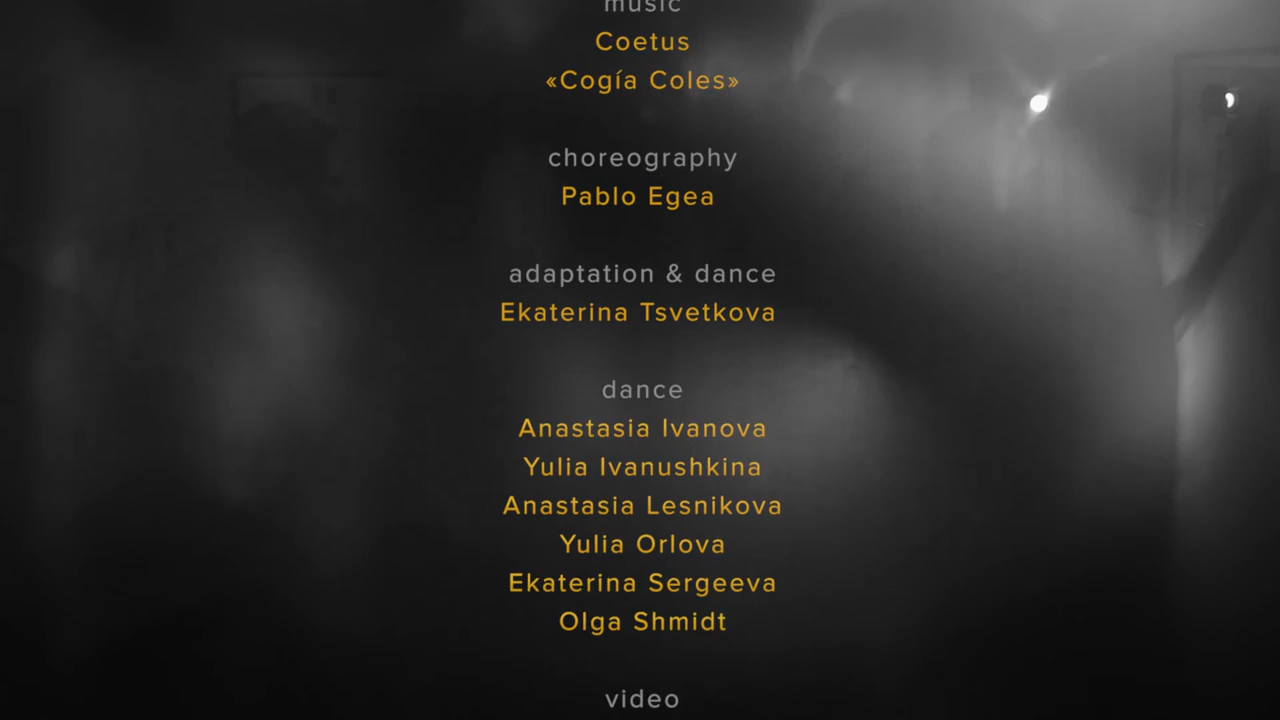 music
Coetus
«Cogía Coles»
choreography
Pablo Egea
adaptation & dance
Ekaterina Tsvetkova
dance
Anastasia Ivanova
Yulia Ivanushkina
Anastasia Lesnikova
Yulia Orlova
Ekaterina Sergeeva
Olga Shmidt
video